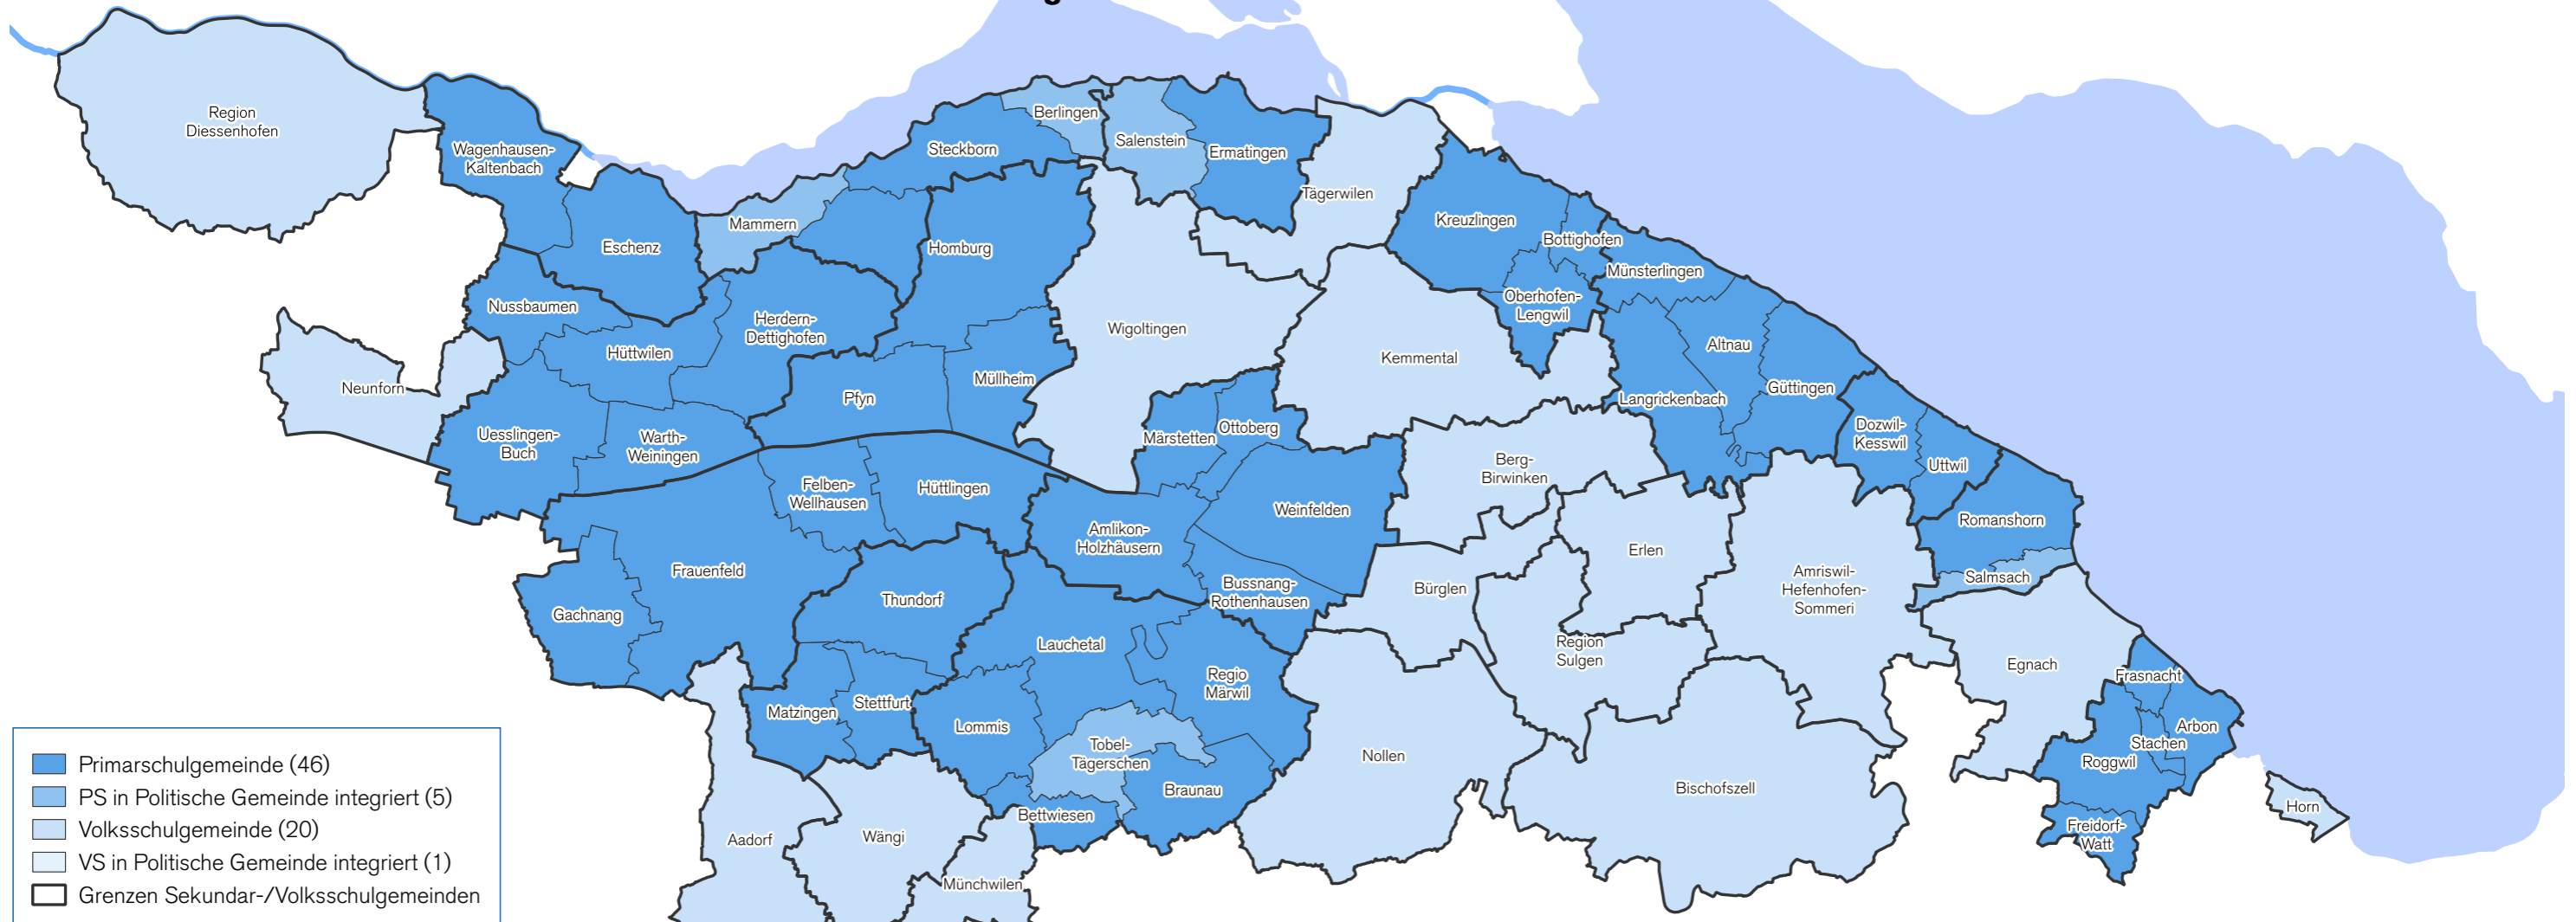 Region
Diessenhofen
Wagenhausen-
Kaltenbach
Eschenz
Mammern
Steckborn
Berlingen
Salenstein
Ermatingen
Tägerwilen
Kreuzlingen
Bottighofen
Münsterlingen
Oberhofen-
Lengwil
Homburg
Nussbaumen
Herdern-
Dettighofen
Hüttwilen
Neunforn
Wigoltingen
Kemmental
Altnau
Güttingen
Langrickenbach
Müllheim
Pfyn
Uesslingen-
Buch
Warth-
Weiningen
Märstetten
Ottoberg
Dozwil-
Kesswil
Uttwil
Berg-
Birwinken
Felben-
Wellhausen
Hüttlingen
Weinfelden
Romanshorn
Amlikon-
Holzhäusern
Erlen
Frauenfeld
Salmsach
Amriswil-
Hefenhofen-
Sommeri
Bürglen
Bussnang-
Rothenhausen
Thundorf
Gachnang
Lauchetal
Region
Sulgen
Egnach
Frasnacht
Regio
Märwil
Stettfurt
Matzingen
Lommis
Arbon
Stachen
Roggwil
Tobel-
Tägerschen
Nollen
Braunau
Bischofszell
Horn
Bettwiesen
Freidorf-
Watt
Aadorf
Wängi
Münchwilen
Primarschulgemeinde (46)
PS in Politische Gemeinde integriert (5)
Volksschulgemeinde (20)
VS in Politische Gemeinde integriert (1)
Grenzen Sekundar-/Volksschulgemeinden